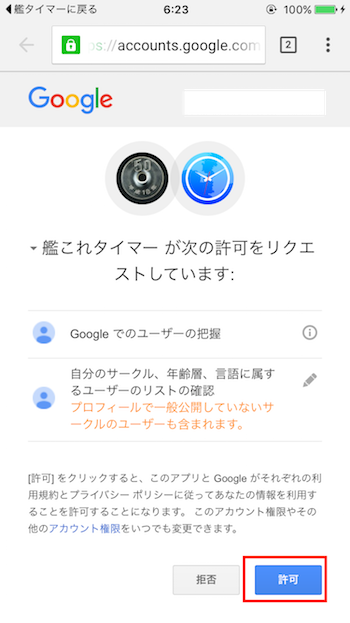 艦タイマーに戻る 6:23 100%
ps://accounts.google.com 2
Google
50
艦これタイマー が次の許可をリクエ
ストしています:
Google でのユーザーの把握
自分のサークル、年齢層、言語に属す
るユーザーのリストの確認
プロフィールで一般公開していないサ
ークルのユーザーも含まれます。
[許可] をクリックすると、このアプリと Google がそれぞれの利
用規約とプライバシー ポリシーに従ってあなたの情報を利用す
ることを許可することになります。 このアカウント権限やその
他のアカウント権限をいつでも変更できます。
拒否 許可